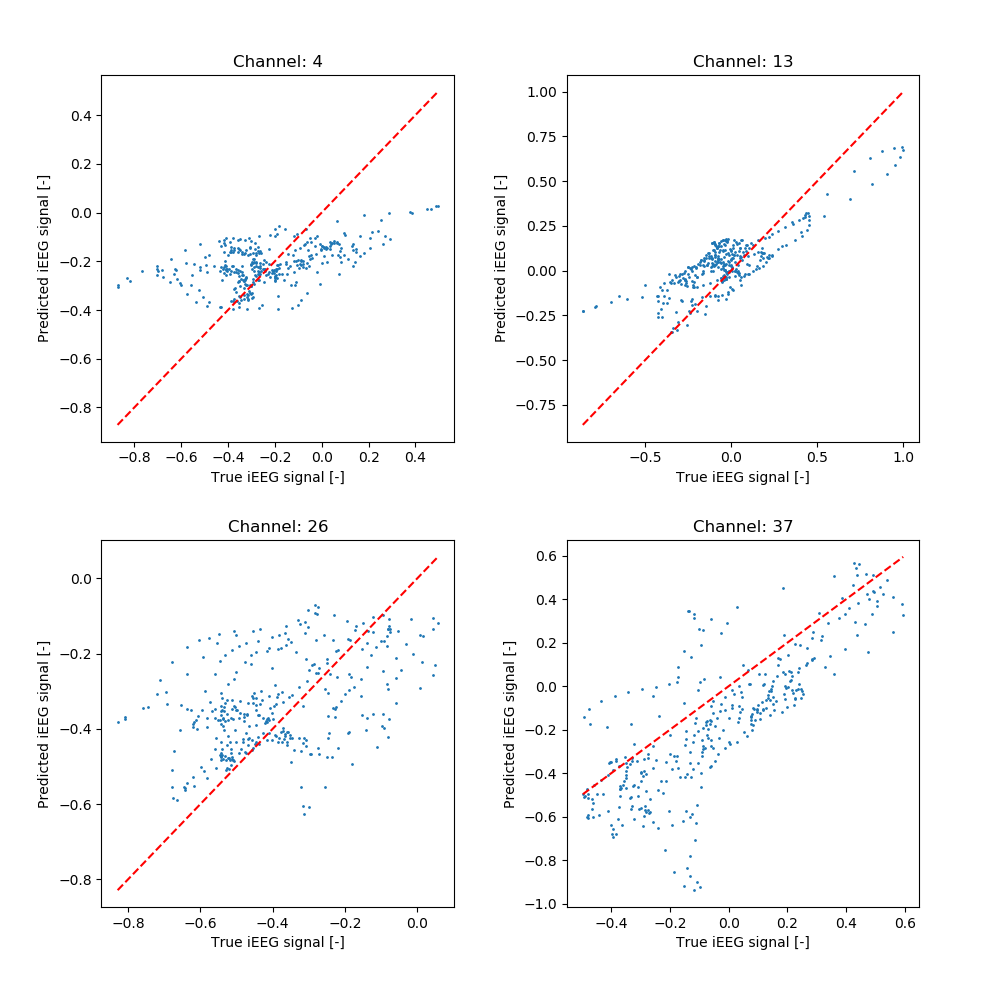 Channel: 4
0.4
0.2
0.0
−0.2
−0.4
−0.6
−0.8
Predicted iEEG signal [-]
−0.8 −0.6 −0.4 −0.2 0.0 0.2 0.4
True iEEG signal [-]
Channel: 13
1.00
0.75
0.50
0.25
0.00
−0.25
−0.50
−0.75
Predicted iEEG signal [-]
−0.5 0.0 0.5 1.0
True iEEG signal [-]
Channel: 26
0.0
−0.2
−0.4
−0.6
−0.8
Predicted iEEG signal [-]
−0.8 −0.6 −0.4 −0.2 0.0
True iEEG signal [-]
Channel: 37
0.6
0.4
0.2
0.0
−0.2
−0.4
−0.6
−0.8
−1.0
Predicted iEEG signal [-]
−0.4 −0.2 0.0 0.2 0.4 0.6
True iEEG signal [-]